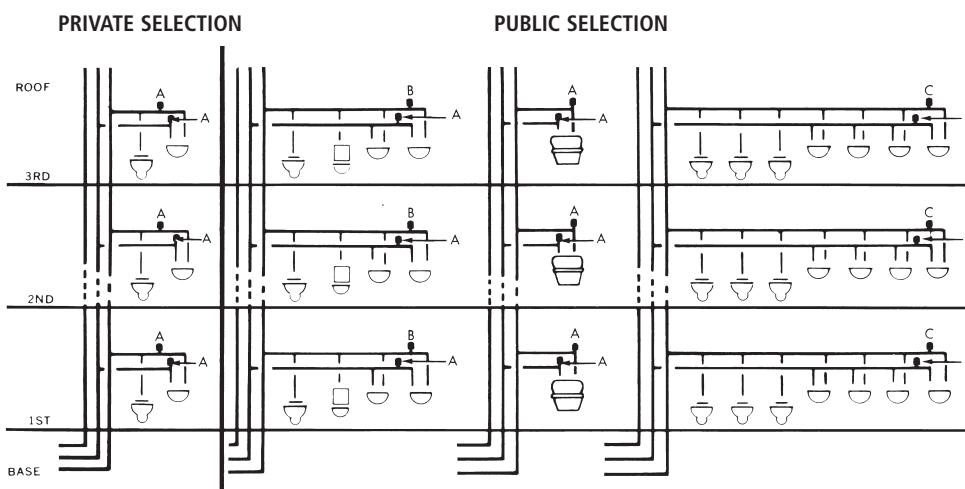 PRIVATE SELECTION PUBLIC SELECTION
ROOF
A B A C
A A A
3RD
A B A C
A A A
2ND
A B A C
A A A
1ST
BASE